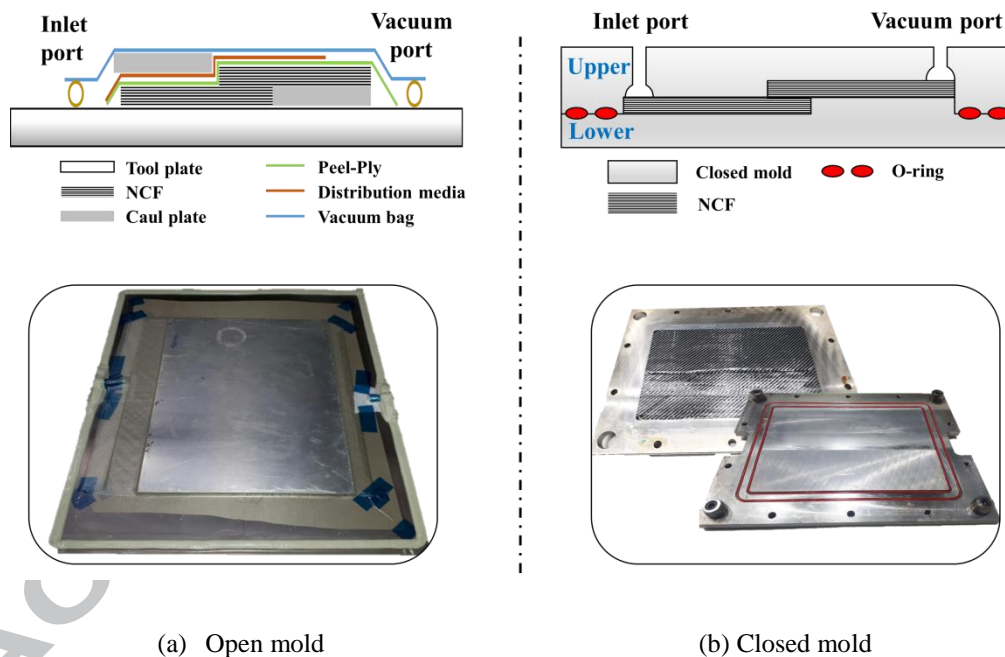 Inlet
port
Vacuum
port
Tool plate
NCF
Caul plate
Peel-Ply
Distribution media
Vacuum bag
Inlet port
Vacuum port
Upper
Lower
Closed mold
O-ring
NCF
(a) Open mold
(b) Closed mold